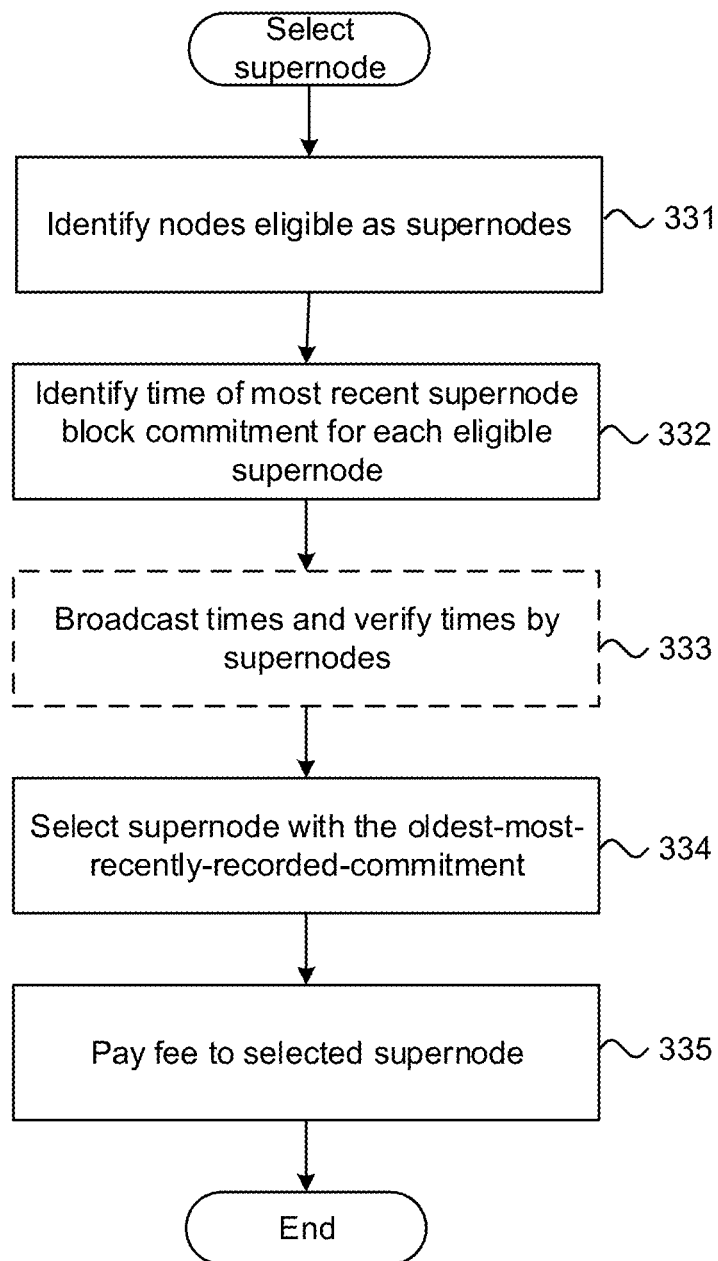 Select
supernode
Identify nodes eligible as supernodes
331
Identify time of most recent supernode
block commitment for each eligible
supernode
332
Broadcast times and verify times by
supernodes
333
Select supernode with the oldest-most-
recently-recorded-commitment
334
Pay fee to selected supernode
335
End